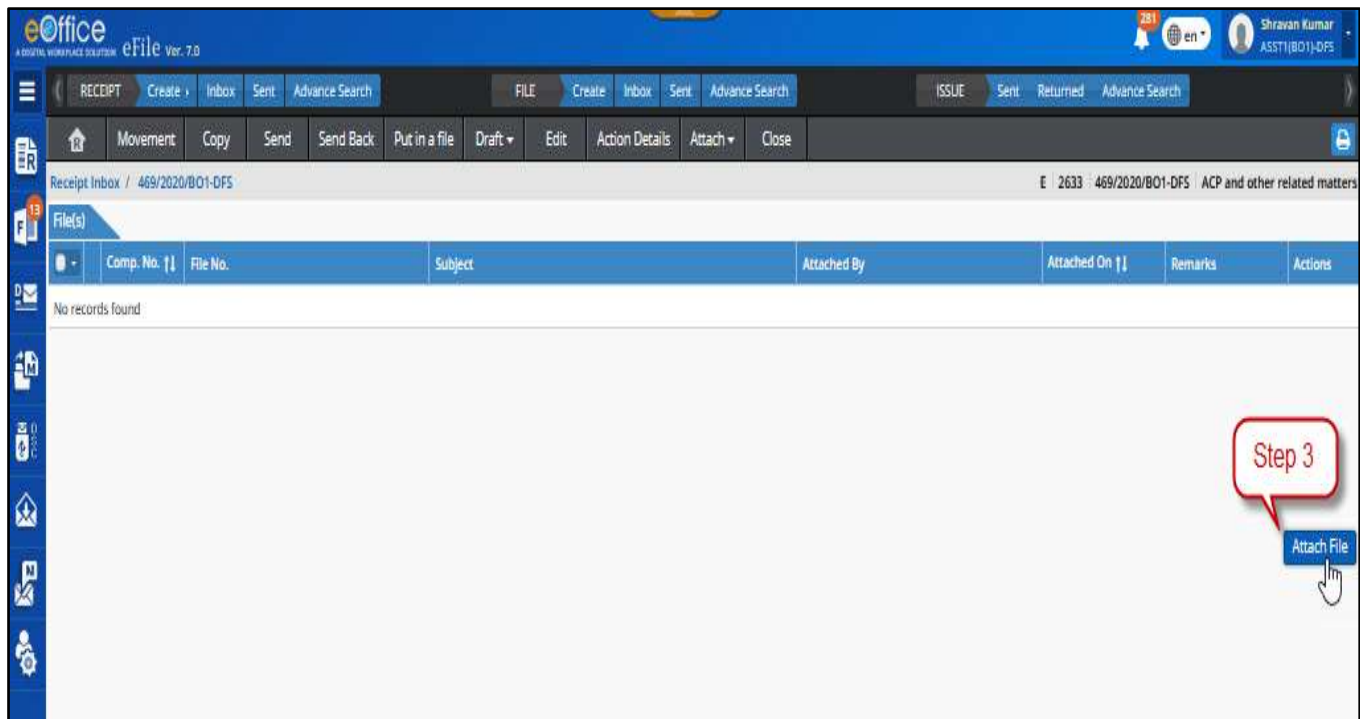 281
eOffice
A DIGITAL WORKPLACE SOLUTION eFile Ver. 7.0
en
Shravan Kumar
ASST1(BO1)-DFS
RECEIPT Create Inbox Sent Advance Search FILE Create Inbox Sent Advance Search ISSUE Sent Returned Advance Search
R Movement Copy Send Send Back Put in a file Draft Edit Action Details Attach Close
R
Receipt Inbox / 469/2020/BO1-DFS E 2633 469/2020/BO1-DFS ACP and other related matters
13
F
File(s)
Comp. No. File No. Subject Attached By Attached On Remarks Actions
D
No records found
M
DSC
Step 3
Attach File
N